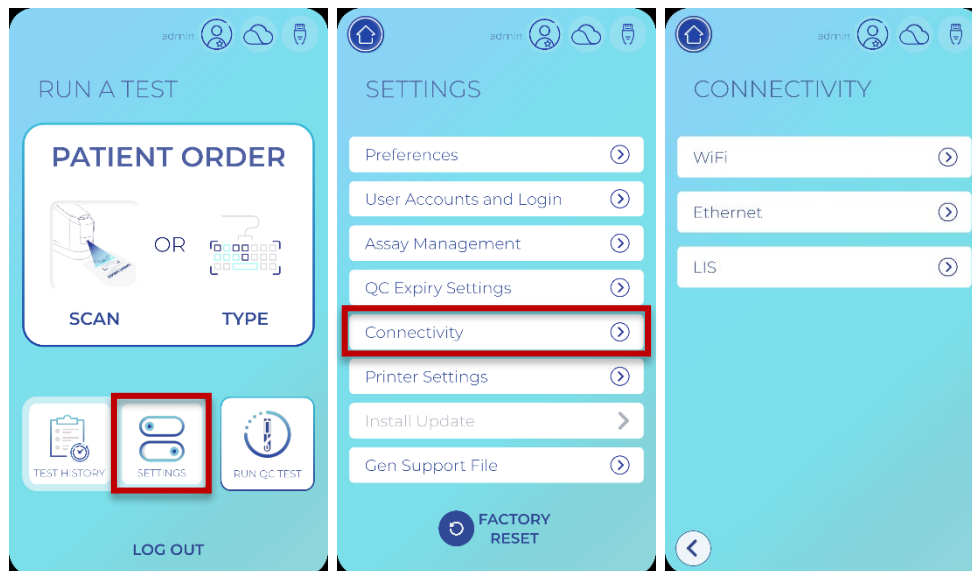 admin
RUN A TEST
PATIENT ORDER
OR
SCAN
TYPE
TEST HISTORY
SETTINGS
RUN QC TEST
LOG OUT
admin
SETTINGS
Preferences
User Accounts and Login
Assay Management
QC Expiry Settings
Connectivity
Printer Settings
Install Update
Gen Support File
FACTORY
RESET
admin
CONNECTIVITY
WiFi
Ethernet
LIS